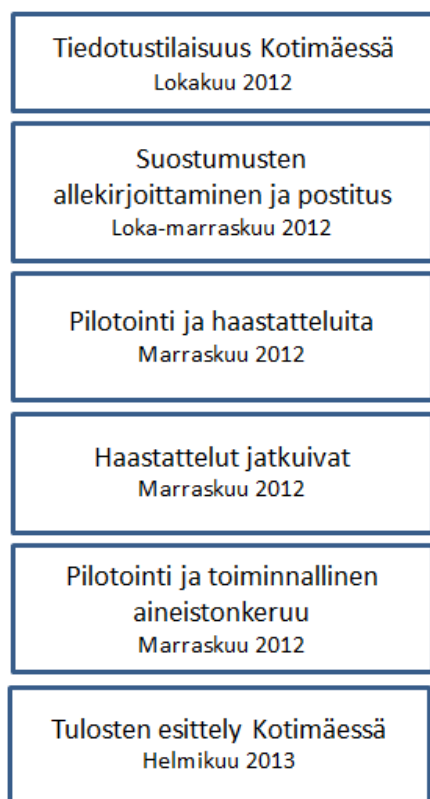 Tiedotustilaisuus Kotimäessä
Lokakuu 2012
Suostumusten
allekirjoittaminen ja postitus
Loka-marraskuu 2012
Pilotointi ja haastatteluita
Marraskuu 2012
Haastattelut jatkuivat
Marraskuu 2012
Pilotointi ja toiminnallinen
aineistonkeruu
Marraskuu 2012
Tulosten esittely Kotimäessä
Helmikuu 2013